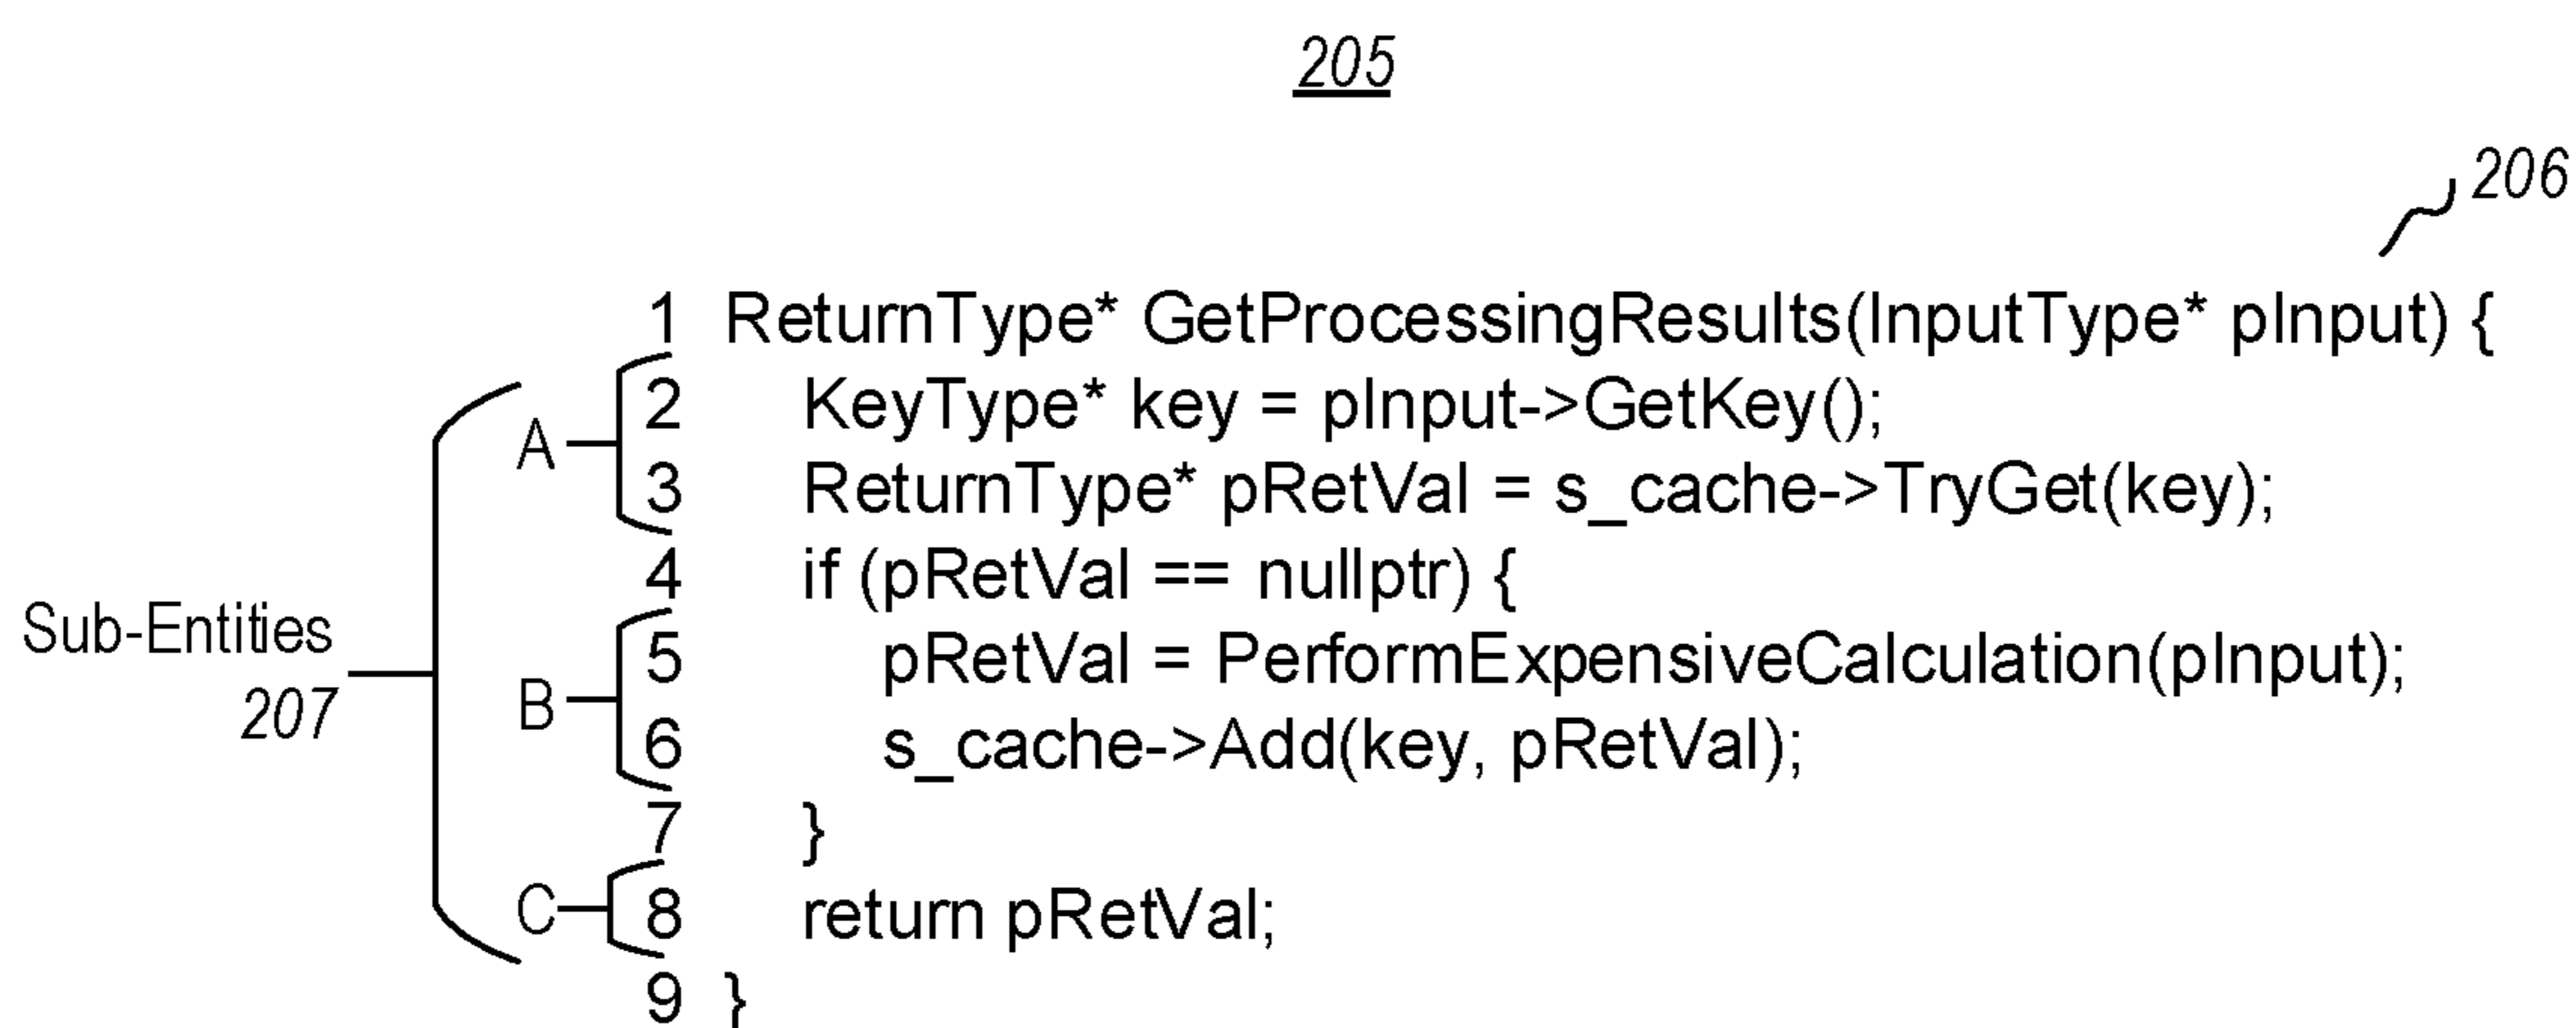 205
206
1 ReturnType* GetProcessingResults(InputType* pInput) {
A 2 KeyType* key = pInput->GetKey();
3 ReturnType* pRetVal = s_cache->TryGet(key);
4 if (pRetVal == nullptr) {
Sub-Entities
207
B 5 pRetVal = PerformExpensiveCalculation(pInput);
6 s_cache->Add(key, pRetVal);
7 }
C 8 return pRetVal;
9 }